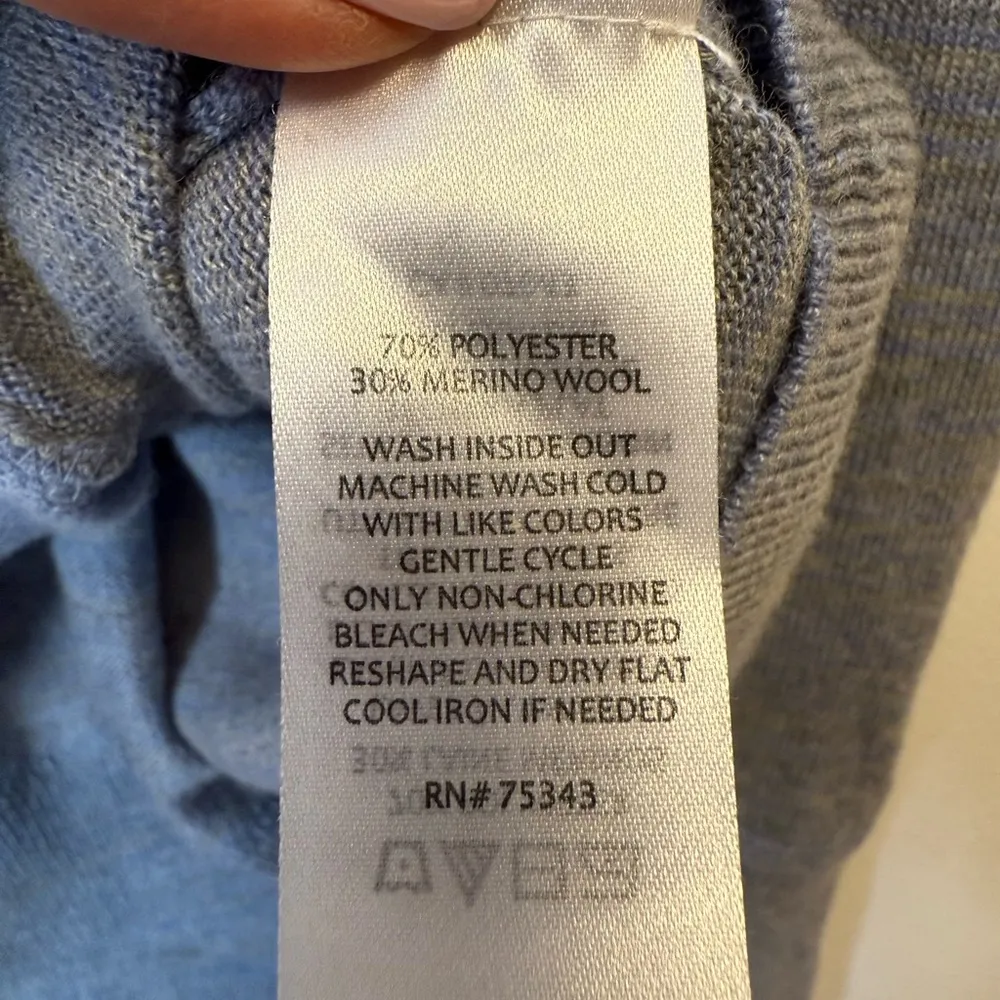 70% POLYESTER
30% MERINO WOOL
WASH INSIDE OUT
MACHINE WASH COLD
WITH LIKE COLORS
GENTLE CYCLE
ONLY NON-CHLORINE
BLEACH WHEN NEEDED
RESHAPE AND DRY FLAT
COOL IRON IF NEEDED
RN# 75343